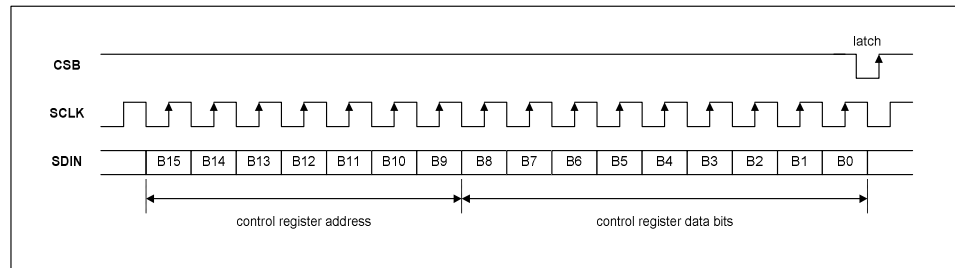 latch
CSB
SCLK
SDIN B15 B14 B13 B12 B11 B10 B9 B8 B7 B6 B5 B4 B3 B2 B1 B0
control register address control register data bits